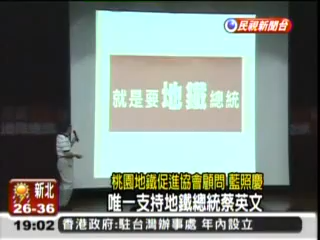 民視新聞台
就是要地鐵總統
桃園地鐵促進協會顧問 藍照慶
唯一支持地鐵總統蔡英文
新北
26-36
19:02
香港政府:駐台灣辦事處 年內設立